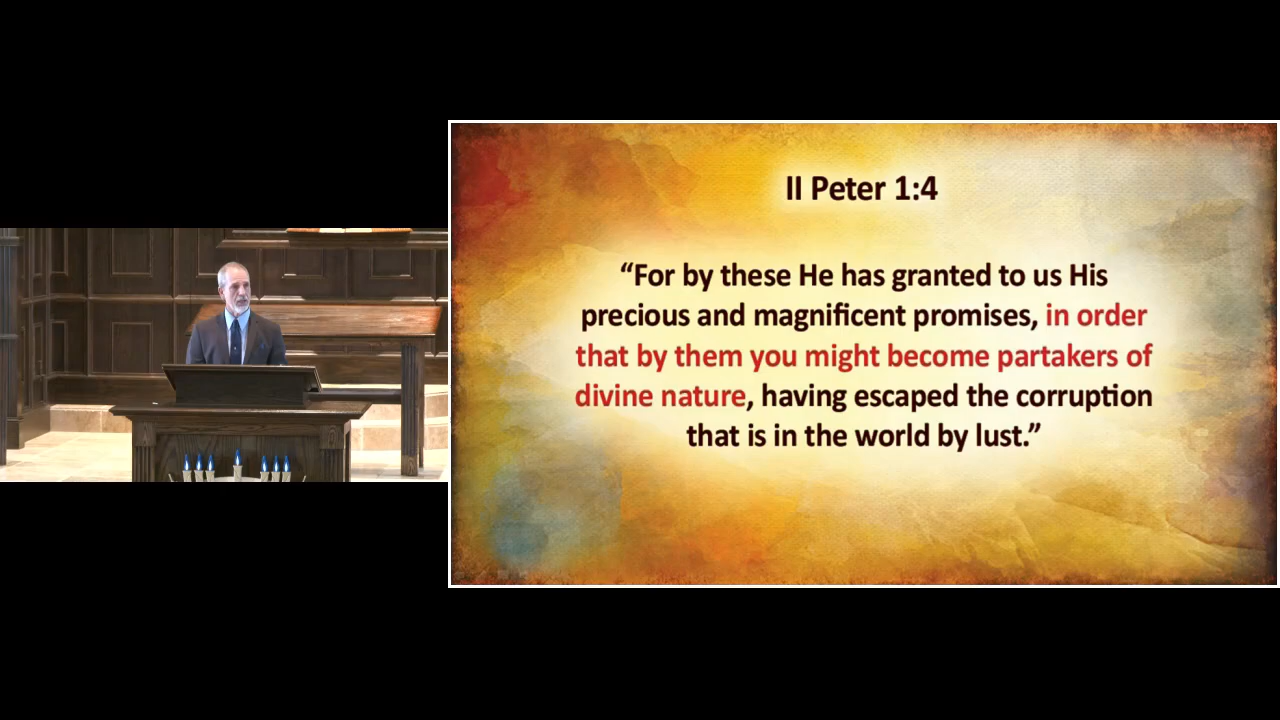 II Peter 1:4
“For by these He has granted to us His
precious and magnificent promises, in order
that by them you might become partakers of
divine nature, having escaped the corruption
that is in the world by lust.”